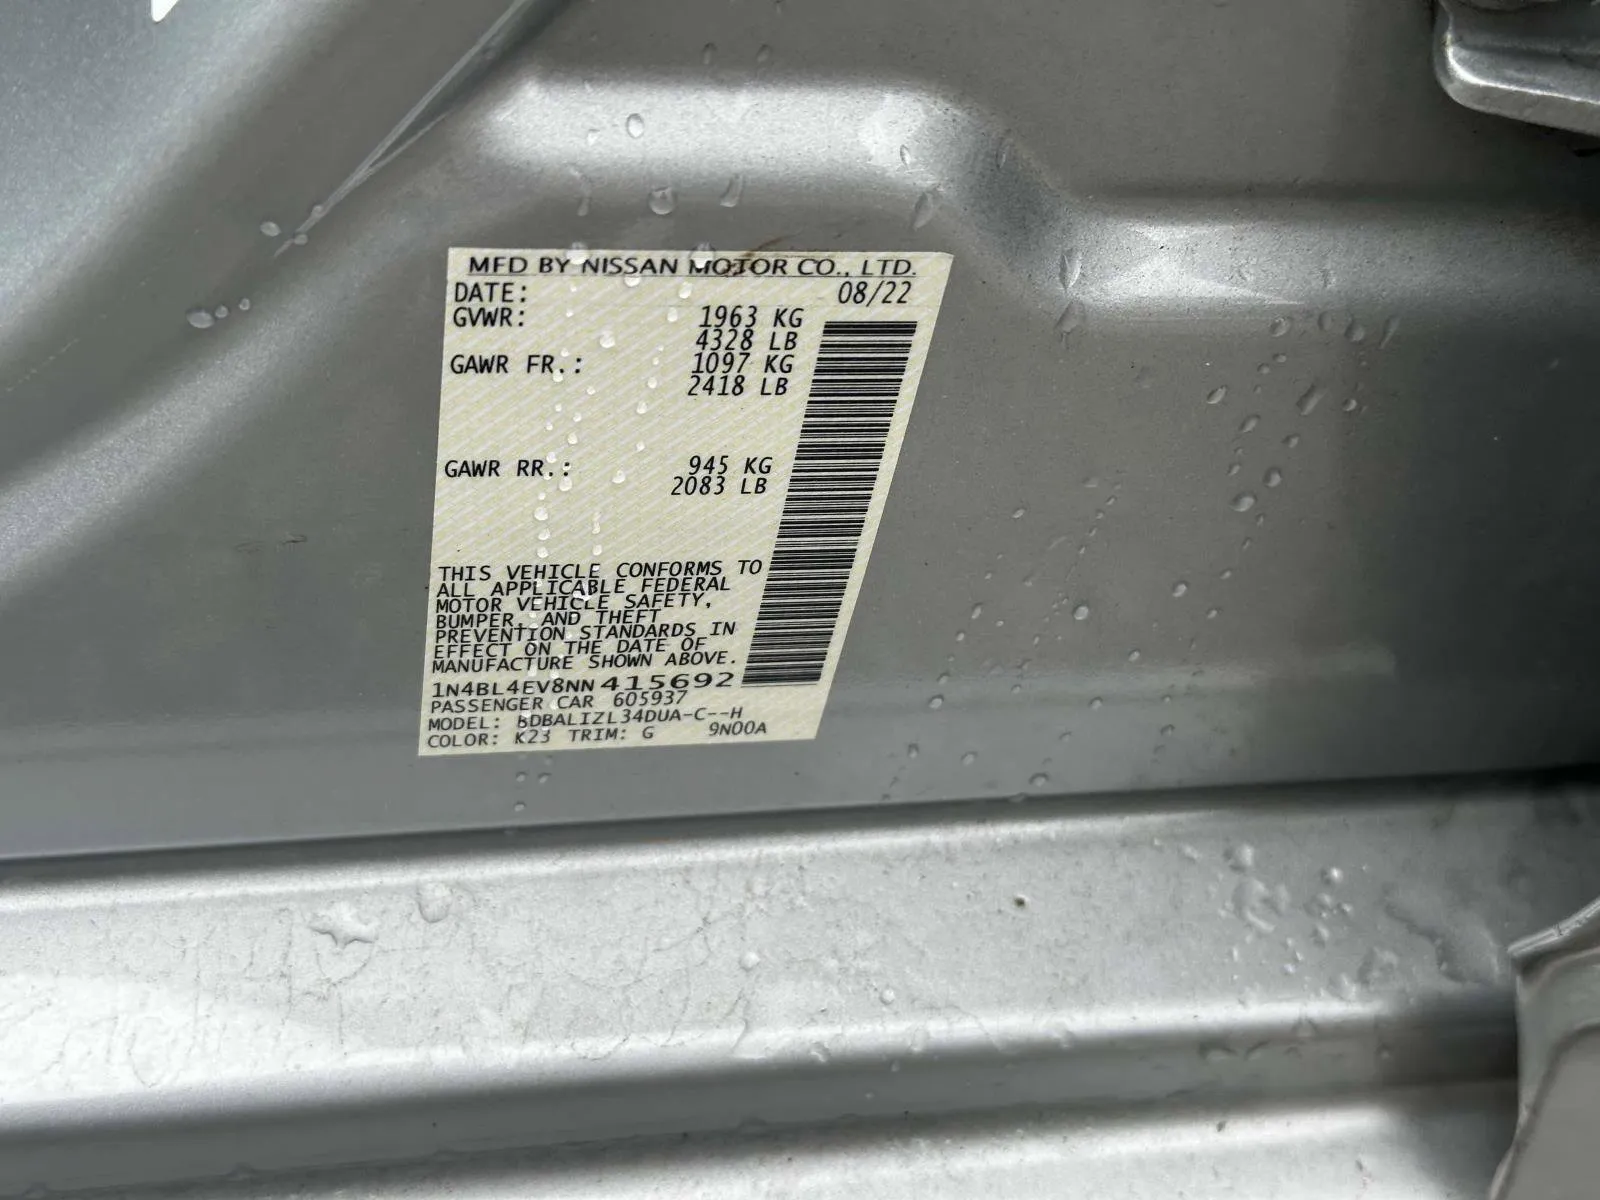 MFD BY NISSAN MOTOR CO., LTD.
DATE: 08/22
GVWR: 1963 KG
4328 LB
GAWR FR.: 1097 KG
2418 LB
GAWR RR.: 945 KG
2083 LB
THIS VEHICLE CONFORMS TO
ALL APPLICABLE FEDERAL
MOTOR VEHICLE SAFETY,
BUMPER, AND THEFT
PREVENTION STANDARDS IN
EFFECT ON THE DATE OF
MANUFACTURE SHOWN ABOVE.
1N4BL4EV8NN415692
PASSENGER CAR 605937
MODEL: BDBALIZL34DUA-C--H
COLOR: K23 TRIM: G 9N00A